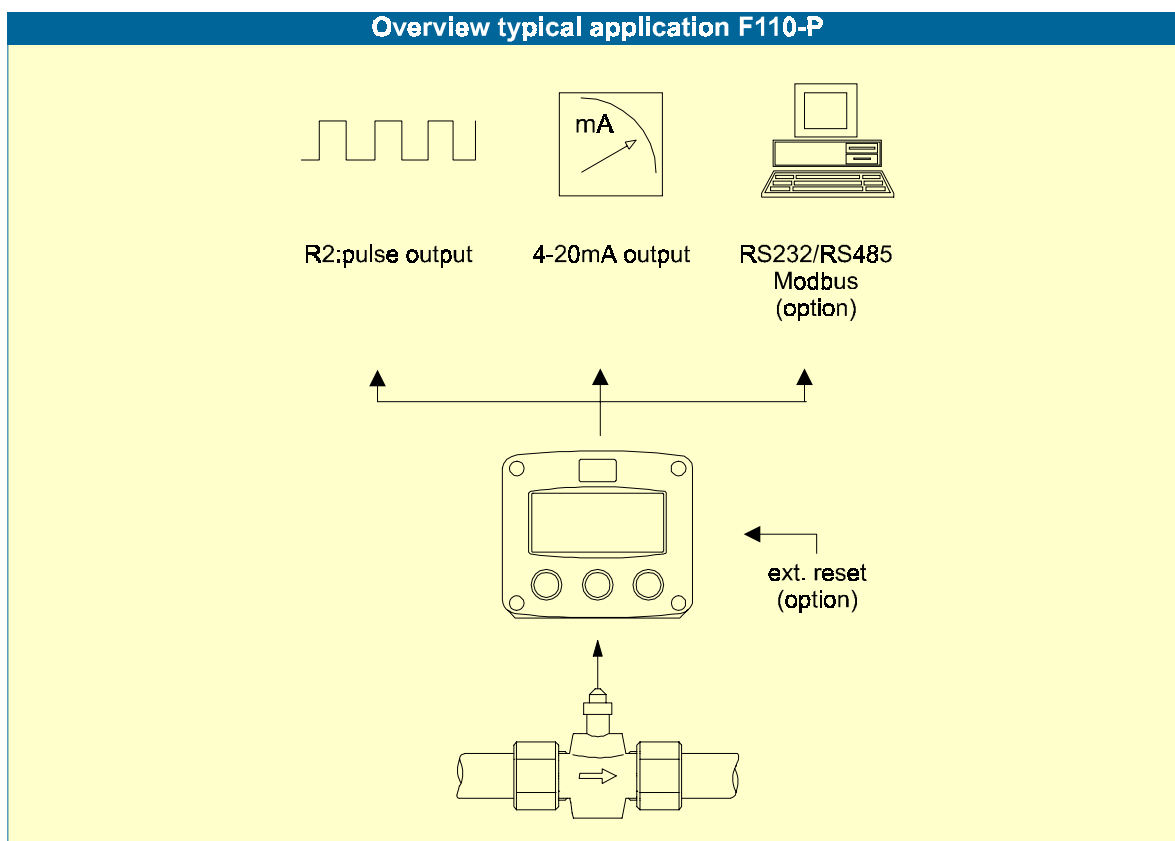 Overview typical application F110-P
mA
R2:pulse output
4-20mA output
RS232/RS485
Modbus
(option)
ext. reset
(option)